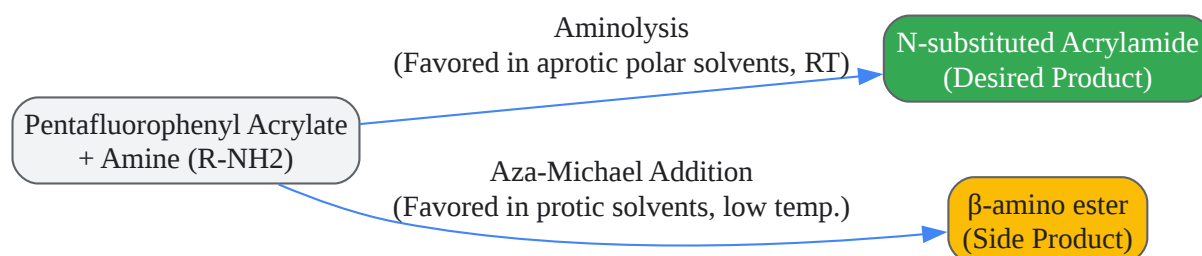 Pentafluorophenyl Acrylate
+ Amine (R-NH2)
Aminolysis
(Favored in aprotic polar solvents, RT)
N-substituted Acrylamide
(Desired Product)
Aza-Michael Addition
(Favored in protic solvents, low temp.)
β-amino ester
(Side Product)